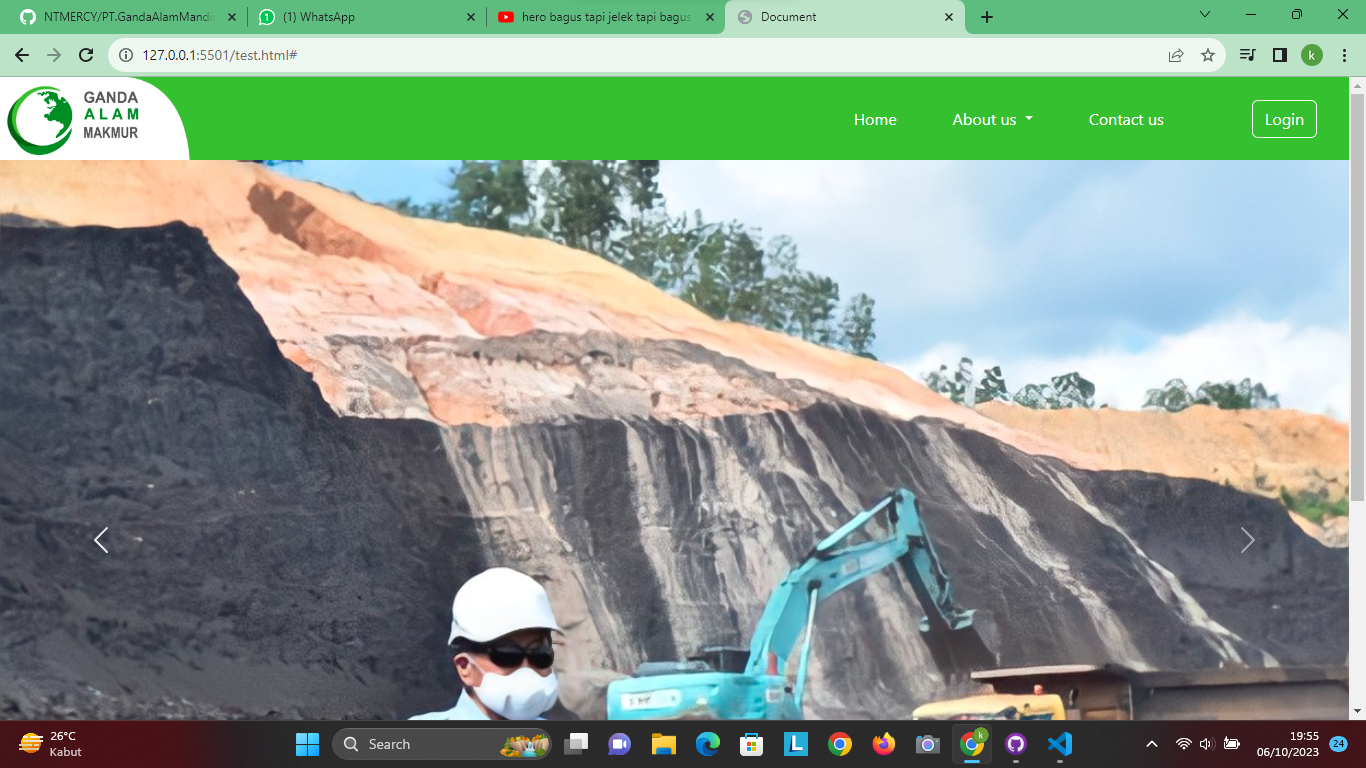 NTMERCY/PT.GandaAlamMandi
(1) WhatsApp
hero bagus tapi jelek tapi bagus
Document
127.0.0.1:5501/test.html#
k
GANDA
ALAM
MAKMUR
Home
About us
Contact us
Login
26°C
Kabut
Search
L
k
19:55
06/10/2023
24